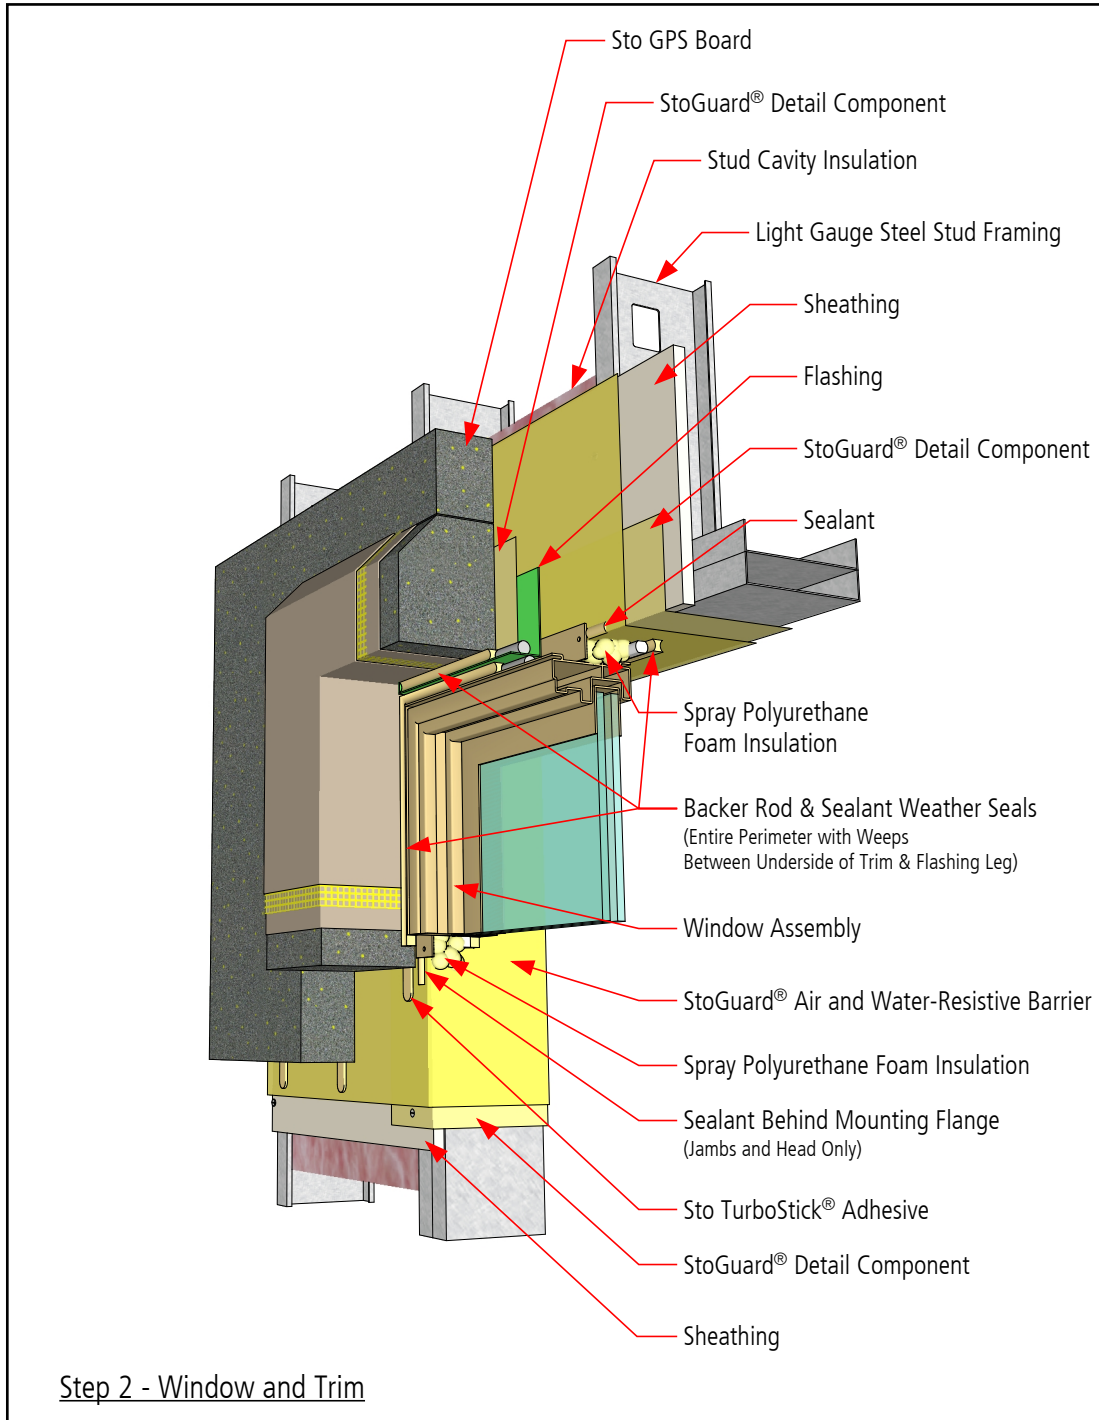 Sto GPS Board
StoGuard® Detail Component
Stud Cavity Insulation
Light Gauge Steel Stud Framing
Sheathing
Flashing
StoGuard® Detail Component
Sealant
Spray Polyurethane
Foam Insulation
Backer Rod & Sealant Weather Seals
(Entire Perimeter with Weeps
Between Underside of Trim & Flashing Leg)
Window Assembly
StoGuard® Air and Water-Resistive Barrier
Spray Polyurethane Foam Insulation
Sealant Behind Mounting Flange
(Jambs and Head Only)
Sto TurboStick® Adhesive
StoGuard® Detail Component
Sheathing
Step 2 - Window and Trim